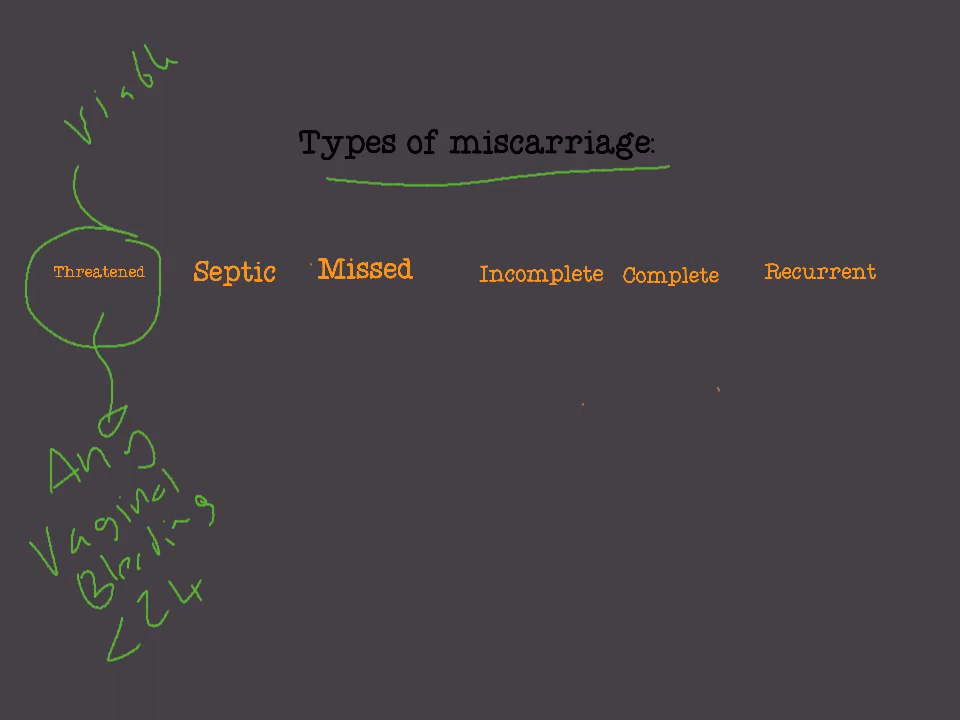 Viable
Types of miscarriage:
Threatened Septic Missed Incomplete Complete Recurrent
Any
Vaginal
Bleeding
<24